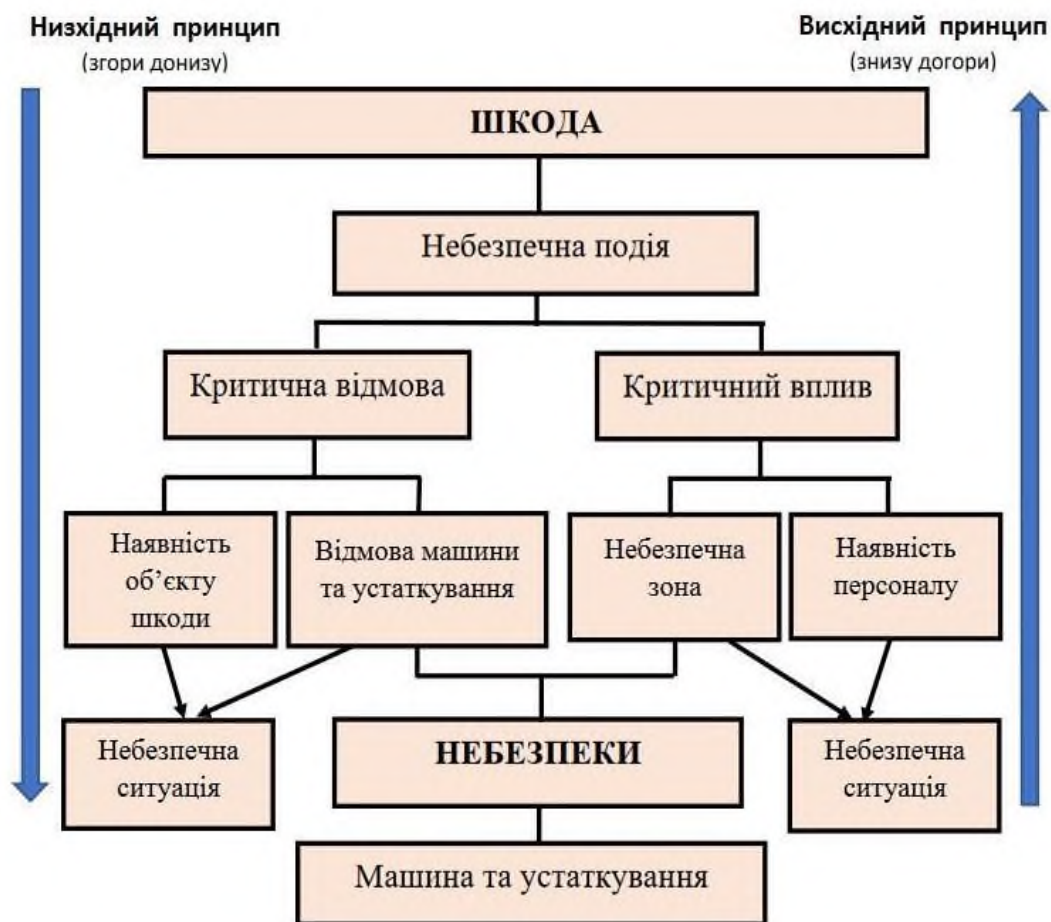 Низхідний принцип
(згори донизу)
Висхідний принцип
(знизу догори)
ШКОДА
Небезпечна подія
Критична відмова
Критичний вплив
Наявність
об’єкту
шкоди
Відмова машини
та устаткування
Небезпечна
зона
Наявність
персоналу
Небезпечна
ситуація
НЕБЕЗПЕКИ
Небезпечна
ситуація
Машина та устаткування